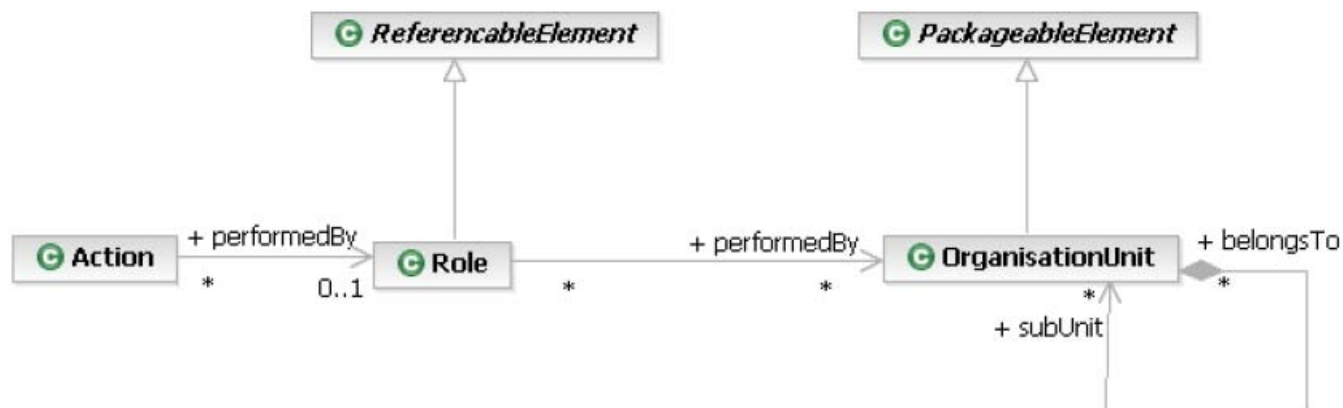 ReferencableElement
PackageableElement
Action
+ performedBy
*
0..1
Role
+ performedBy
*
*
OrganisationUnit
+ belongsTo
*
*
+ subUnit